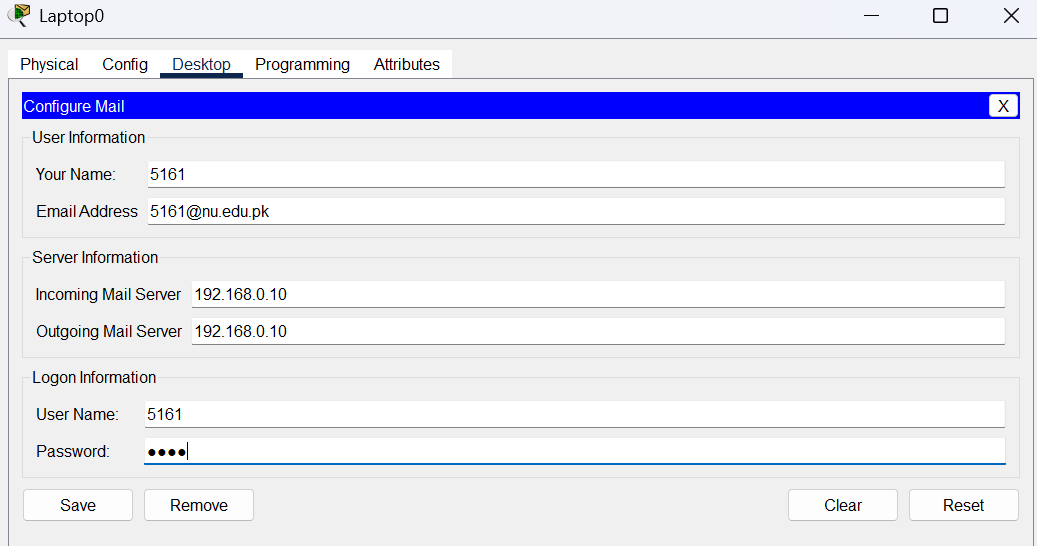 Laptop0
Physical Config Desktop Programming Attributes
Configure Mail X
User Information
Your Name: 5161
Email Address 5161@nu.edu.pk
Server Information
Incoming Mail Server 192.168.0.10
Outgoing Mail Server 192.168.0.10
Logon Information
User Name: 5161
Password: ●●●●
Save Remove Clear Reset